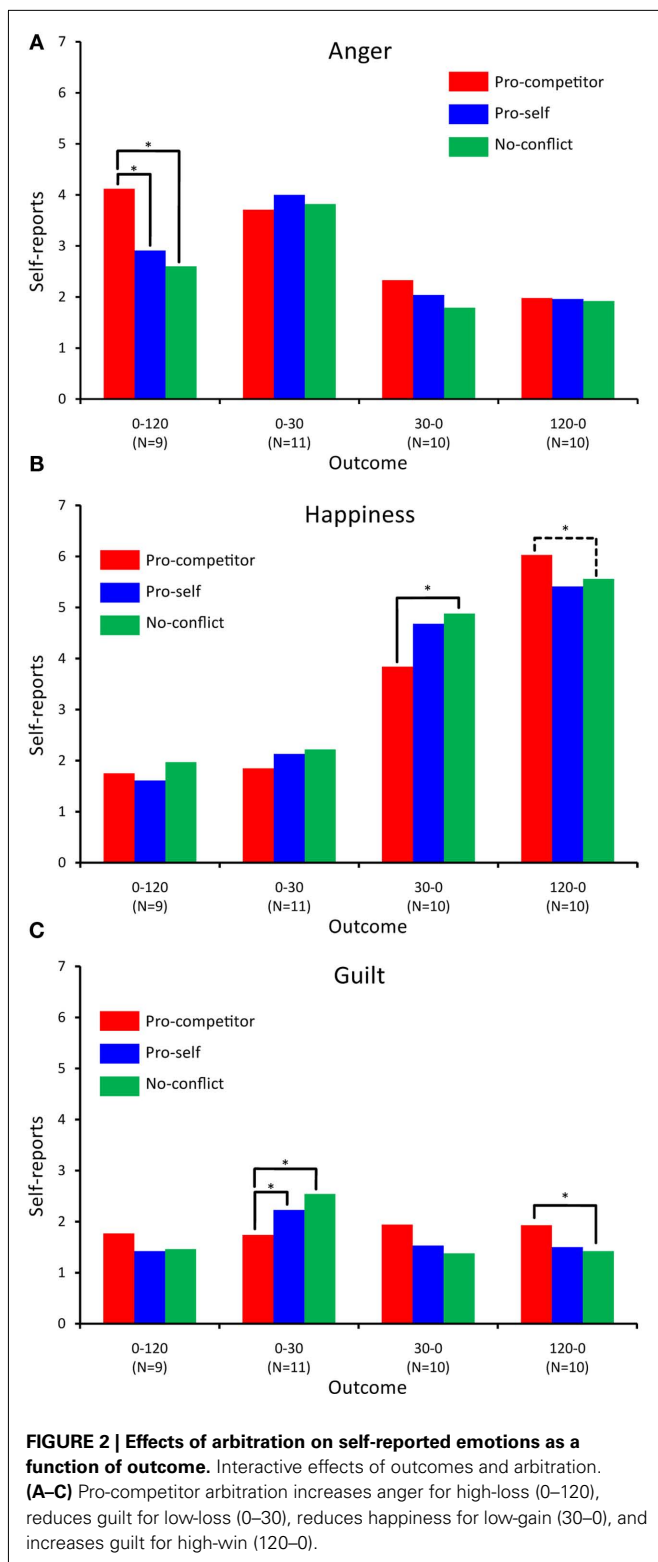 A
Anger
7
6
5
4
3
2
1
0
Self-reports
Pro-competitor
Pro-self
No-conflict
*
*
0-120 0-30 30-0 120-0
(N=9) (N=11) (N=10) (N=10)
Outcome
B
Happiness
7
6
5
4
3
2
1
0
Self-reports
Pro-competitor
Pro-self
No-conflict
*
*
0-120 0-30 30-0 120-0
(N=9) (N=11) (N=10) (N=10)
Outcome
C
Guilt
7
6
5
4
3
2
1
0
Self-reports
Pro-competitor
Pro-self
No-conflict
*
*
*
0-120 0-30 30-0 120-0
(N=9) (N=11) (N=10) (N=10)
Outcome
FIGURE 2 | Effects of arbitration on self-reported emotions as a
function of outcome. Interactive effects of outcomes and arbitration.
(A–C) Pro-competitor arbitration increases anger for high-loss (0–120),
reduces guilt for low-loss (0–30), reduces happiness for low-gain (30–0), and
increases guilt for high-win (120–0).